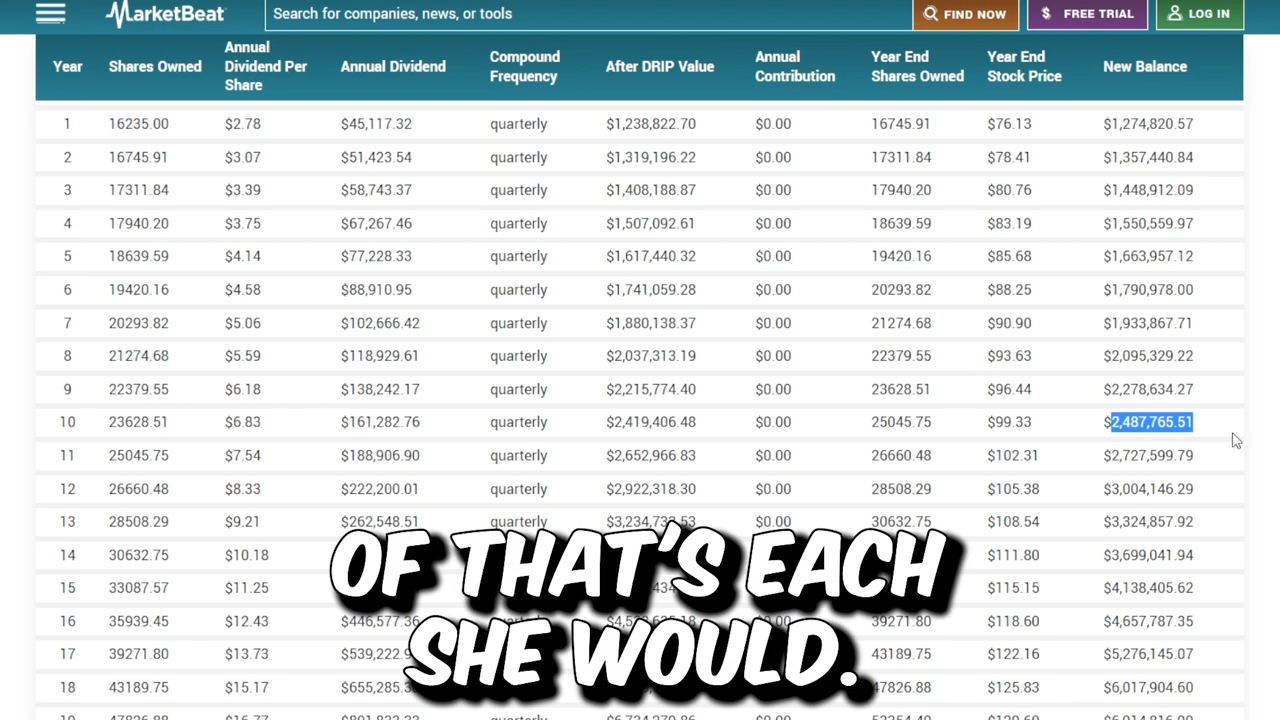 MarketBeat
Search for companies, news, or tools
FIND NOW
$ FREE TRIAL
LOG IN
Year Shares Owned Annual Dividend Per Share Annual Dividend Compound Frequency After DRIP Value Annual Contribution Year End Shares Owned Year End Stock Price New Balance
1 16235.00 $2.78 $45,117.32 quarterly $1,238,822.70 $0.00 16745.91 $76.13 $1,274,820.57
2 16745.91 $3.07 $51,423.54 quarterly $1,319,196.22 $0.00 17311.84 $78.41 $1,357,440.84
3 17311.84 $3.39 $58,743.37 quarterly $1,408,188.87 $0.00 17940.20 $80.76 $1,448,912.09
4 17940.20 $3.75 $67,267.46 quarterly $1,507,092.61 $0.00 18639.59 $83.19 $1,550,559.97
5 18639.59 $4.14 $77,228.33 quarterly $1,617,440.32 $0.00 19420.16 $85.68 $1,663,957.12
6 19420.16 $4.58 $88,910.95 quarterly $1,741,059.28 $0.00 20293.82 $88.25 $1,790,978.00
7 20293.82 $5.06 $102,666.42 quarterly $1,880,138.37 $0.00 21274.68 $90.90 $1,933,867.71
8 21274.68 $5.59 $118,929.61 quarterly $2,037,313.19 $0.00 22379.55 $93.63 $2,095,329.22
9 22379.55 $6.18 $138,242.17 quarterly $2,215,774.40 $0.00 23628.51 $96.44 $2,278,634.27
10 23628.51 $6.83 $161,282.76 quarterly $2,419,406.48 $0.00 25045.75 $99.33 $2,487,765.51
11 25045.75 $7.54 $188,906.90 quarterly $2,652,966.83 $0.00 26660.48 $102.31 $2,727,599.79
12 26660.48 $8.33 $222,200.01 quarterly $2,922,318.30 $0.00 28508.29 $105.38 $3,004,146.29
13 28508.29 $9.21 $262,548.51 quarterly $0.00 30632.75 $108.54 $3,324,857.92
14 30632.75 $10.18 $111.80 $3,699,041.94
15 33087.57 $11.25 $115.15 $4,138,405.62
16 35939.45 $12.43 $446,577.36 39271.80 $118.60 $4,657,787.35
17 39271.80 $13.73 43189.75 $122.16 $5,276,145.07
18 43189.75 $15.17 47826.88 $125.83 $6,017,904.60
OF THAT'S EACH
SHE WOULD.